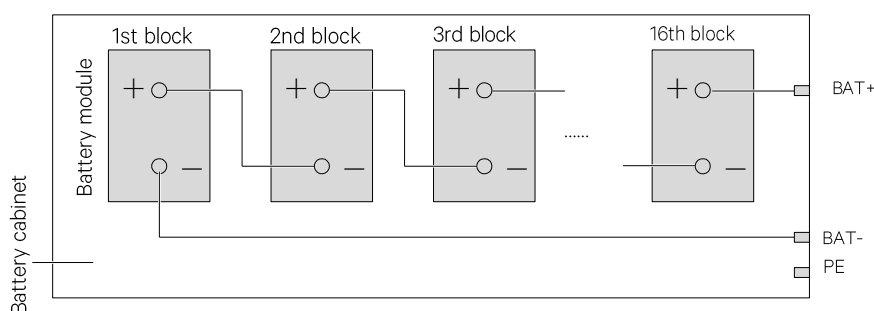 1st block
2nd block
3rd block
16th block
Battery module
+
+
+
+
BAT+
......
−
−
−
−
Battery cabinet
BAT-
PE